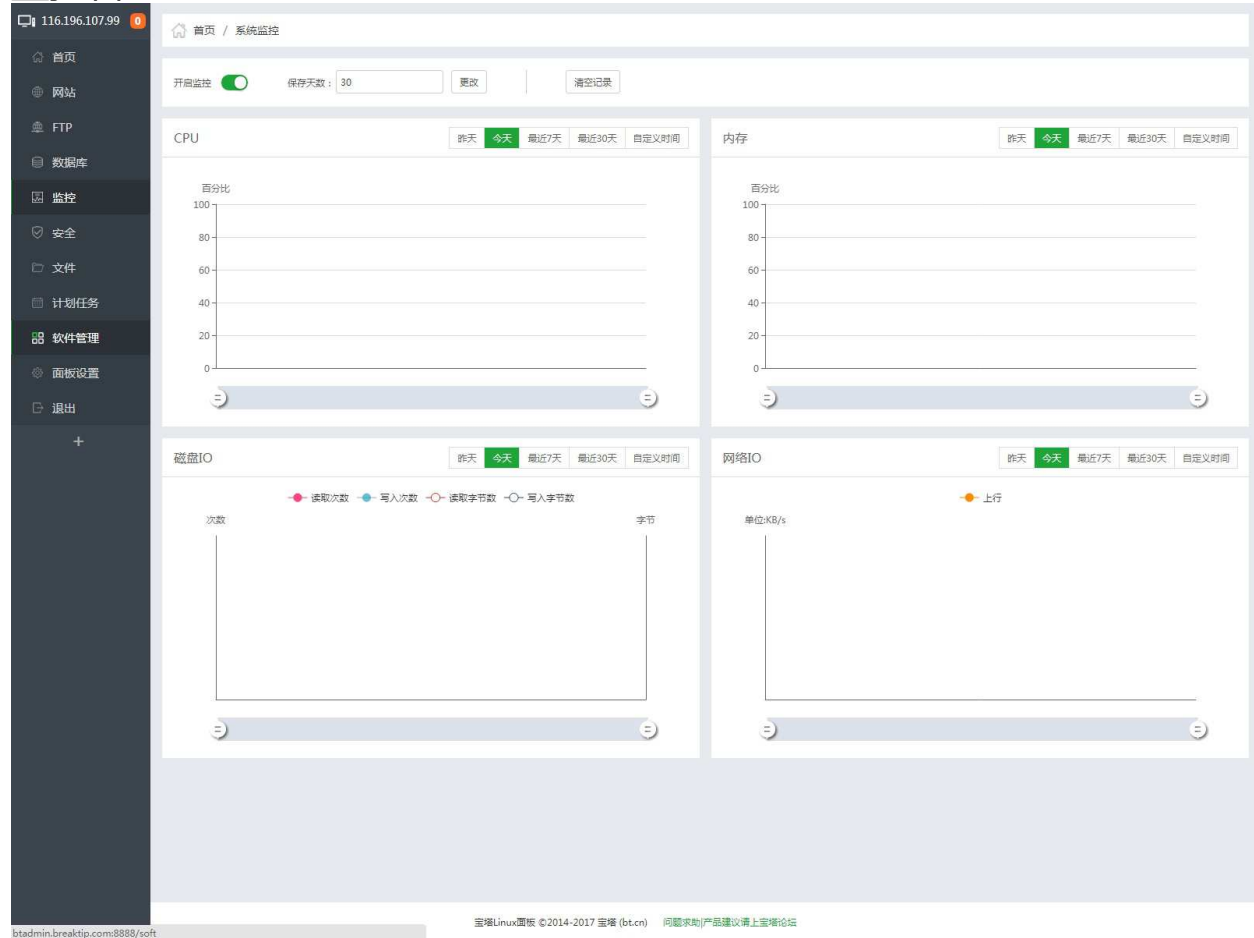 116.196.107.99 0
首页
网站
FTP
数据库
监控
安全
文件
计划任务
软件管理
面板设置
退出
+
首页 / 系统监控
开启监控 保存天数: 30 更改 清空记录
CPU 昨天 今天 最近7天 最近30天 自定义时间
百分比
100
80
60
40
20
0
内存 昨天 今天 最近7天 最近30天 自定义时间
百分比
100
80
60
40
20
0
磁盘IO 昨天 今天 最近7天 最近30天 自定义时间
读取次数 写入次数 读取字节数 写入字节数
次数 字节
网络IO 昨天 今天 最近7天 最近30天 自定义时间
上行
单位:KB/s
宝塔Linux面板 ©2014-2017 宝塔 (bt.cn) 问题求助|产品建议请上宝塔论坛
btadmin.breaktip.com:8888/soft